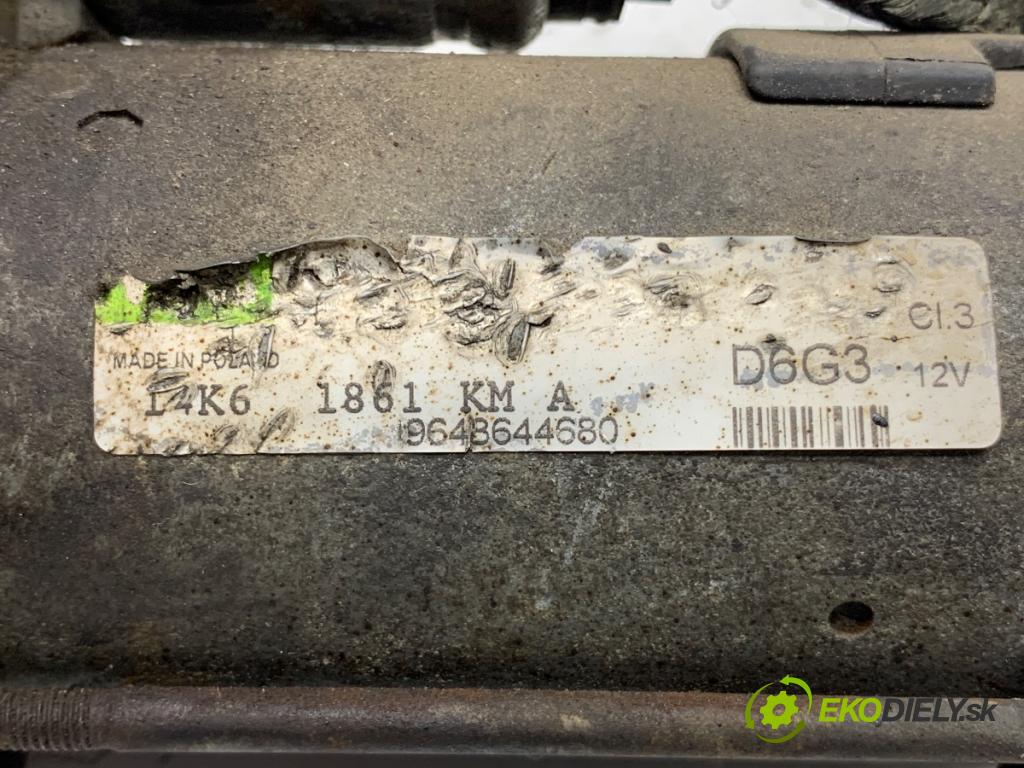 Cl.3
MADE IN POLAND
D6G3 12V
L4K6 1861 KM A
9648644680
EKODIELY.sk